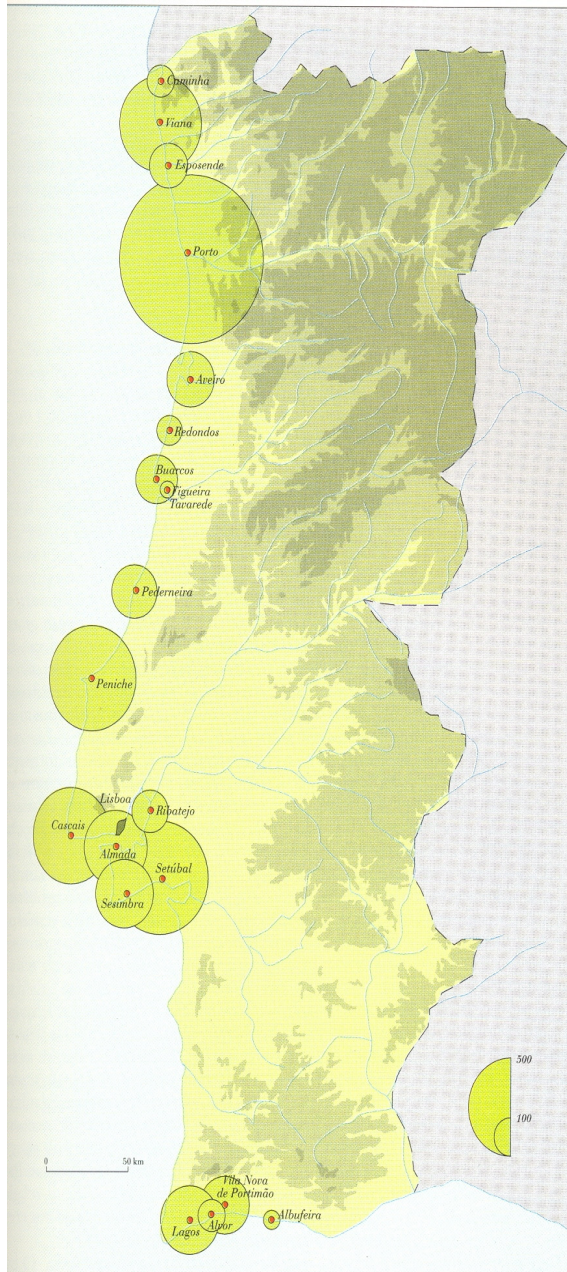 Caminha
Viana
Esposende
Porto
Aveiro
Redondos
Buarcos
Figueira
Tavarede
Pederneira
Peniche
Lisboa
Ribatejo
Cascais
Almada
Setúbal
Sesimbra
500
100
0
50 km
Vila Nova
de Portimão
Albufeira
Alvor
Lagos